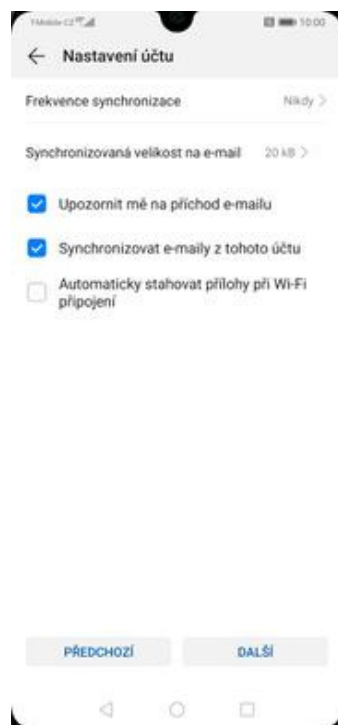 T-Mobile CZ 10:00
Nastavení účtu
Frekvence synchronizace Nikdy
Synchronizovaná velikost na e-mail 20 kB
Upozornit mě na příchod e-mailu
Synchronizovat e-maily z tohoto účtu
Automaticky stahovat přílohy při Wi-Fi
připojení
PŘEDCHOZÍ DALŠÍ